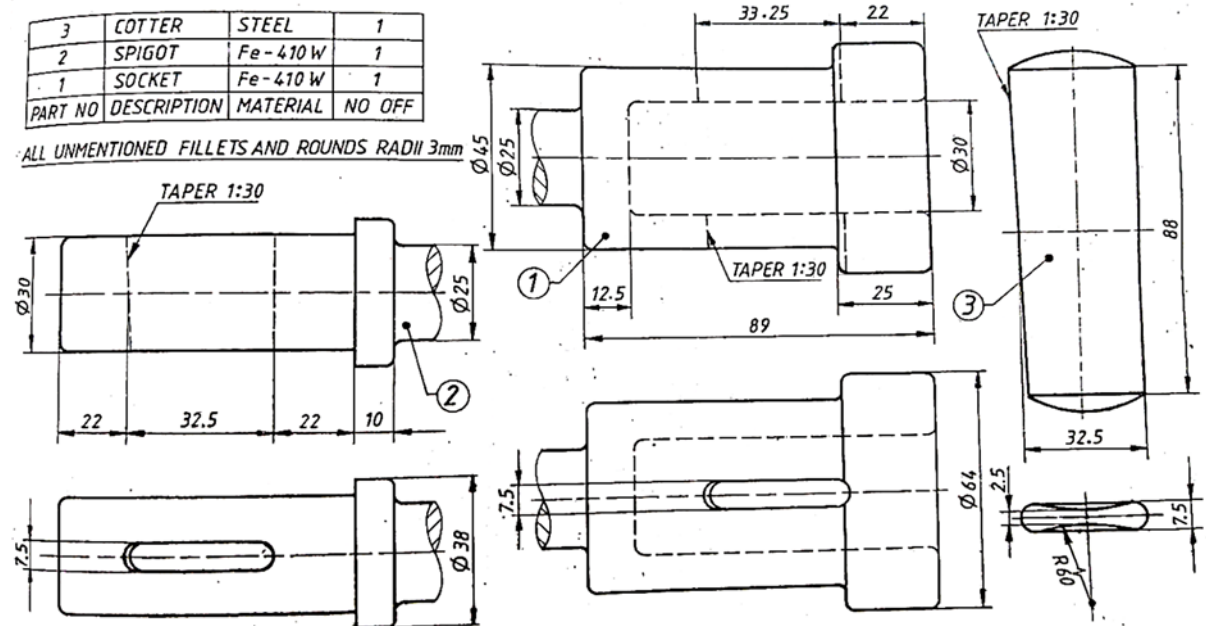 3 COTTER STEEL 1
2 SPIGOT Fe-410 W 1
1 SOCKET Fe-410 W 1
PART NO DESCRIPTION MATERIAL NO OFF
ALL UNMENTIONED FILLETS AND ROUNDS RADII 3mm
TAPER 1:30
Ø30
Ø25
2
22
32.5
22
10
7.5
Ø38
33.25
22
Ø45
Ø25
Ø30
1
TAPER 1:30
12.5
25
89
7.5
Ø64
TAPER 1:30
88
3
32.5
2.5
7.5
R60